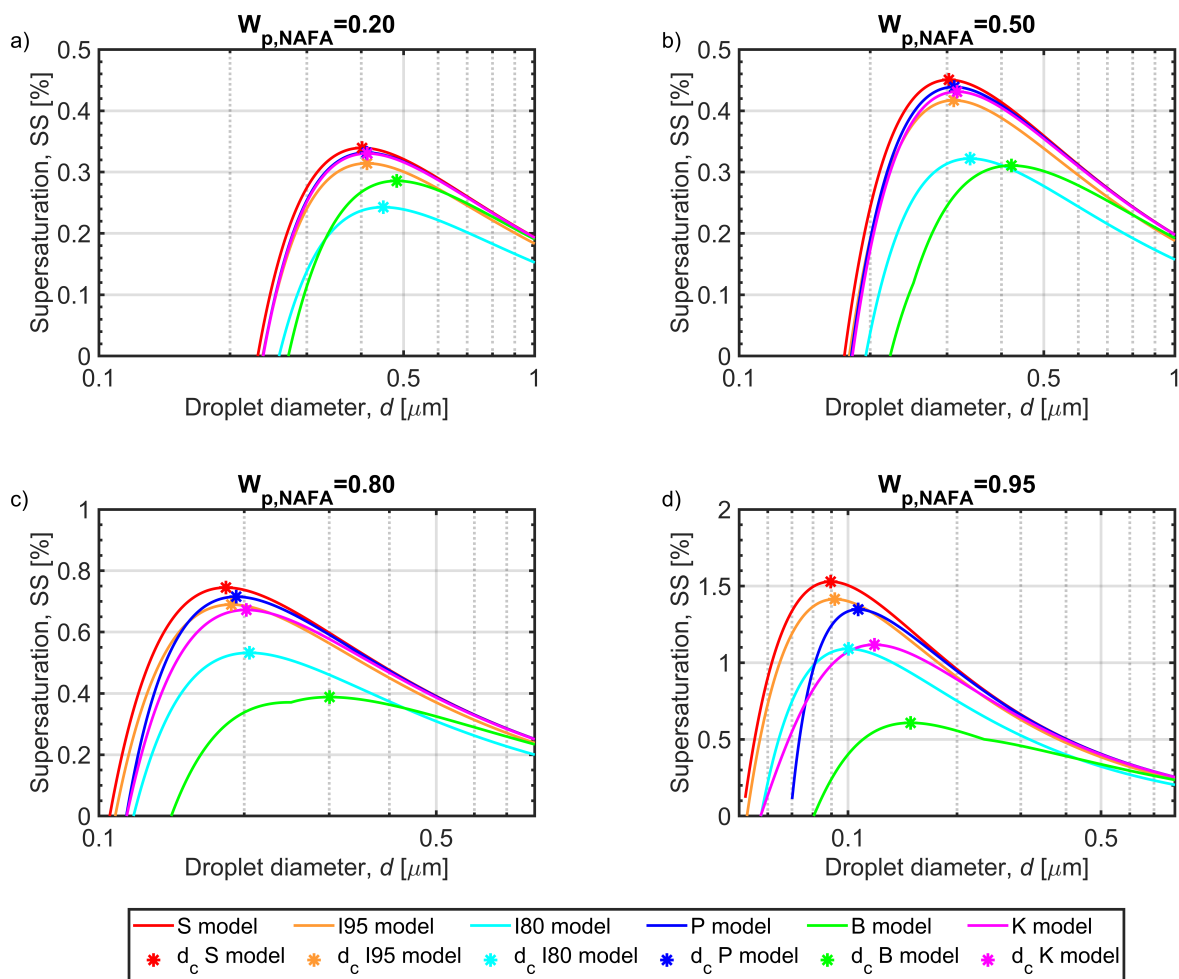 a)
W_p,NAFA=0.20
Supersaturation, SS [%]
0.5
0.4
0.3
0.2
0.1
0
0.1
0.5
1
Droplet diameter, d [μm]
b)
W_p,NAFA=0.50
Supersaturation, SS [%]
0.5
0.4
0.3
0.2
0.1
0
0.1
0.5
1
Droplet diameter, d [μm]
c)
W_p,NAFA=0.80
Supersaturation, SS [%]
1
0.8
0.6
0.4
0.2
0
0.1
0.5
Droplet diameter, d [μm]
d)
W_p,NAFA=0.95
Supersaturation, SS [%]
2
1.5
1
0.5
0
0.1
0.5
Droplet diameter, d [μm]
S model I95 model I80 model P model B model K model
d_c S model d_c I95 model d_c I80 model d_c P model d_c B model d_c K model